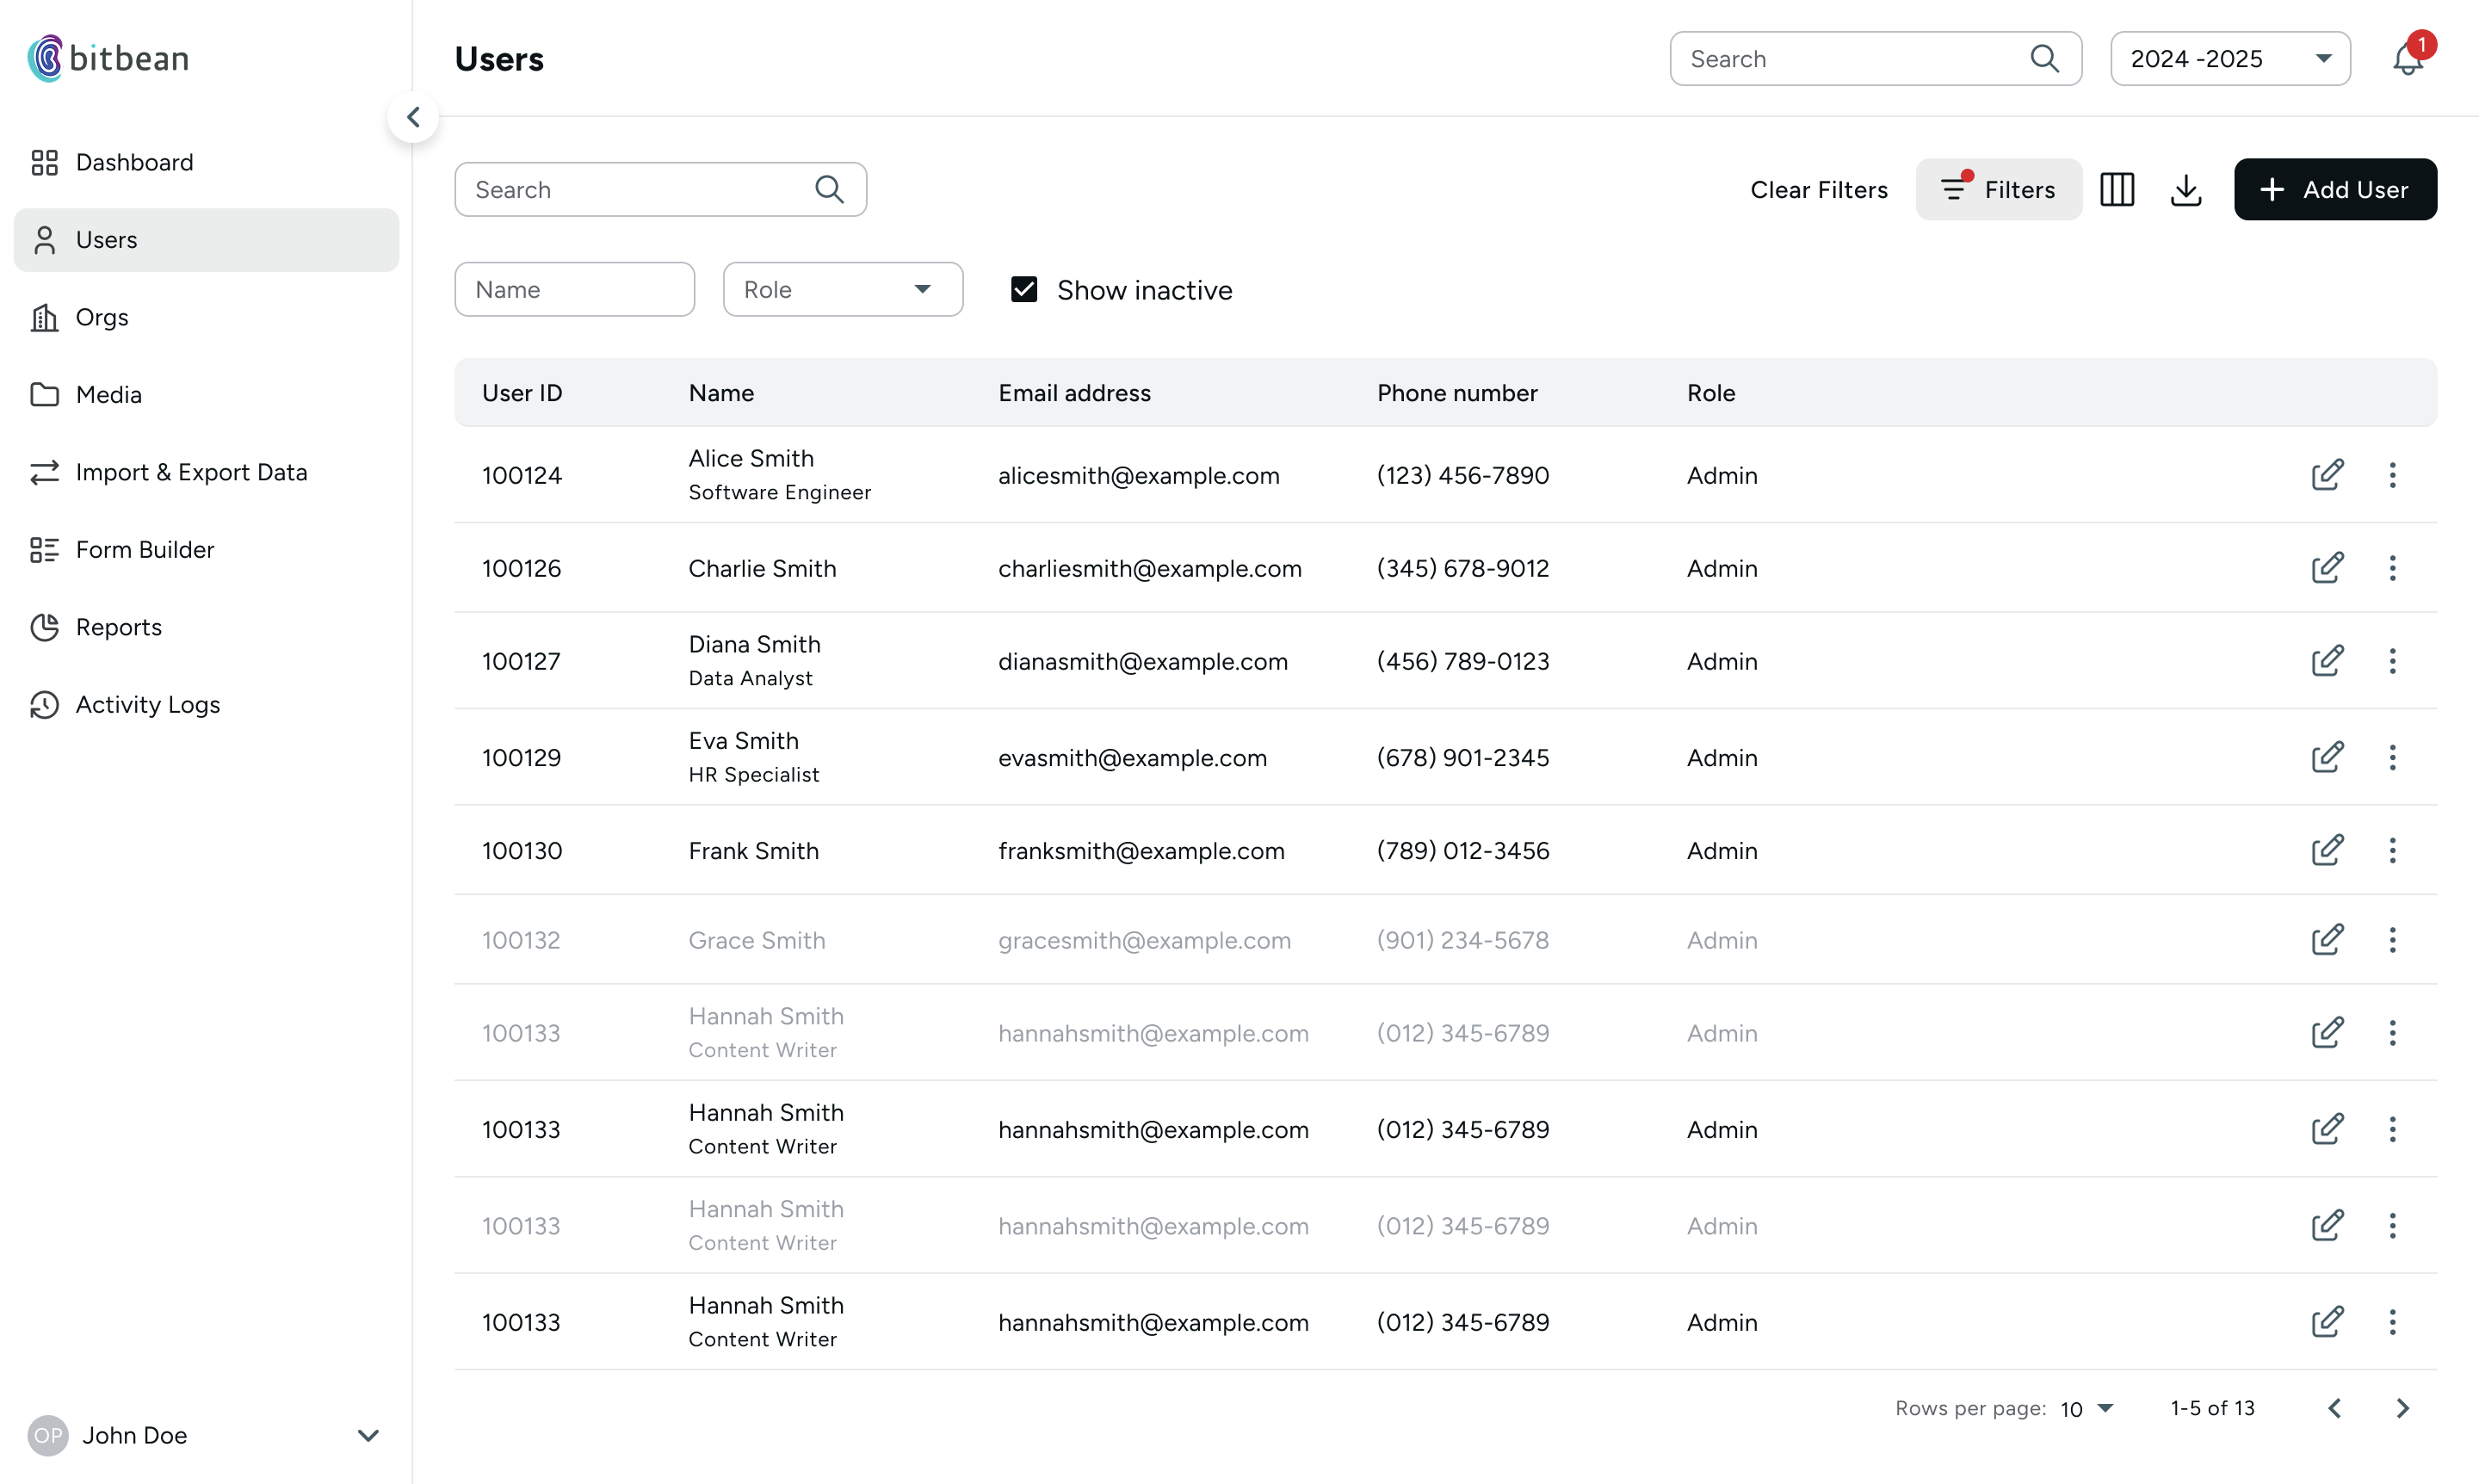 bitbean
Users
Search
2024 -2025
1
Dashboard
Users
Orgs
Media
Import & Export Data
Form Builder
Reports
Activity Logs
OP John Doe
Search
Clear Filters
Filters
Add User
Name
Role
Show inactive
User ID Name Email address Phone number Role
100124 Alice Smith alicesmith@example.com (123) 456-7890 Admin
Software Engineer
100126 Charlie Smith charliesmith@example.com (345) 678-9012 Admin
100127 Diana Smith dianasmith@example.com (456) 789-0123 Admin
Data Analyst
100129 Eva Smith evasmith@example.com (678) 901-2345 Admin
HR Specialist
100130 Frank Smith franksmith@example.com (789) 012-3456 Admin
100132 Grace Smith gracesmith@example.com (901) 234-5678 Admin
100133 Hannah Smith hannahsmith@example.com (012) 345-6789 Admin
Content Writer
100133 Hannah Smith hannahsmith@example.com (012) 345-6789 Admin
Content Writer
100133 Hannah Smith hannahsmith@example.com (012) 345-6789 Admin
Content Writer
100133 Hannah Smith hannahsmith@example.com (012) 345-6789 Admin
Content Writer
Rows per page: 10 1-5 of 13